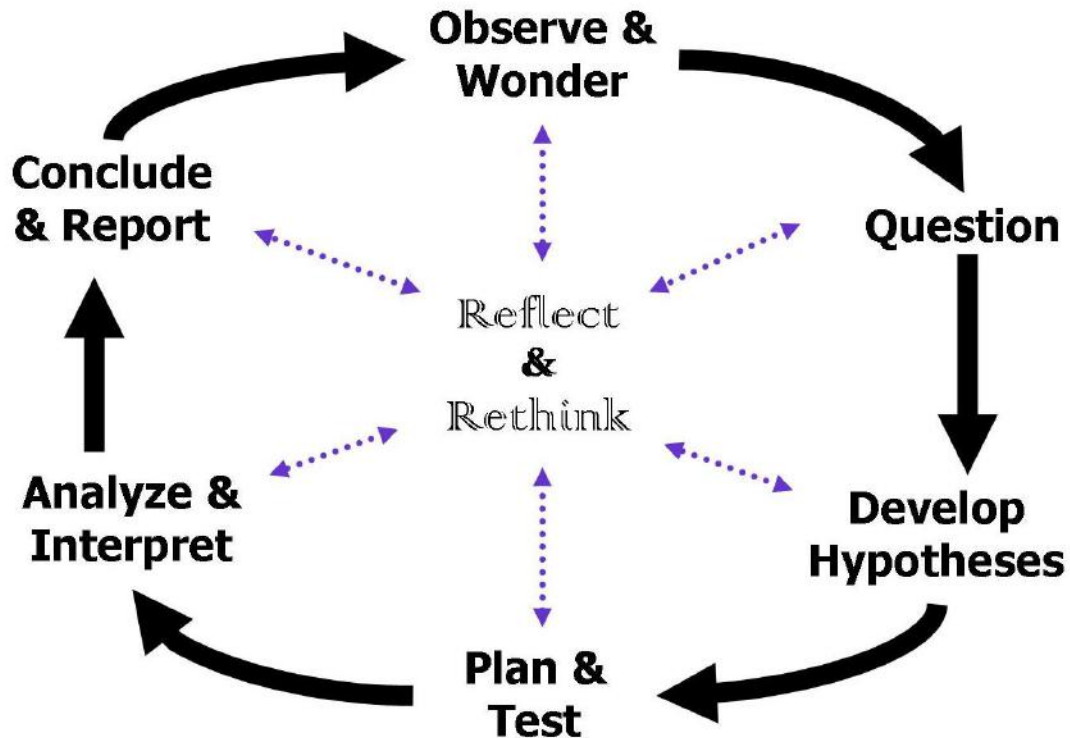 Observe &
Wonder
Question
Develop
Hypotheses
Plan &
Test
Analyze &
Interpret
Conclude
& Report
Reflect
&
Rethink